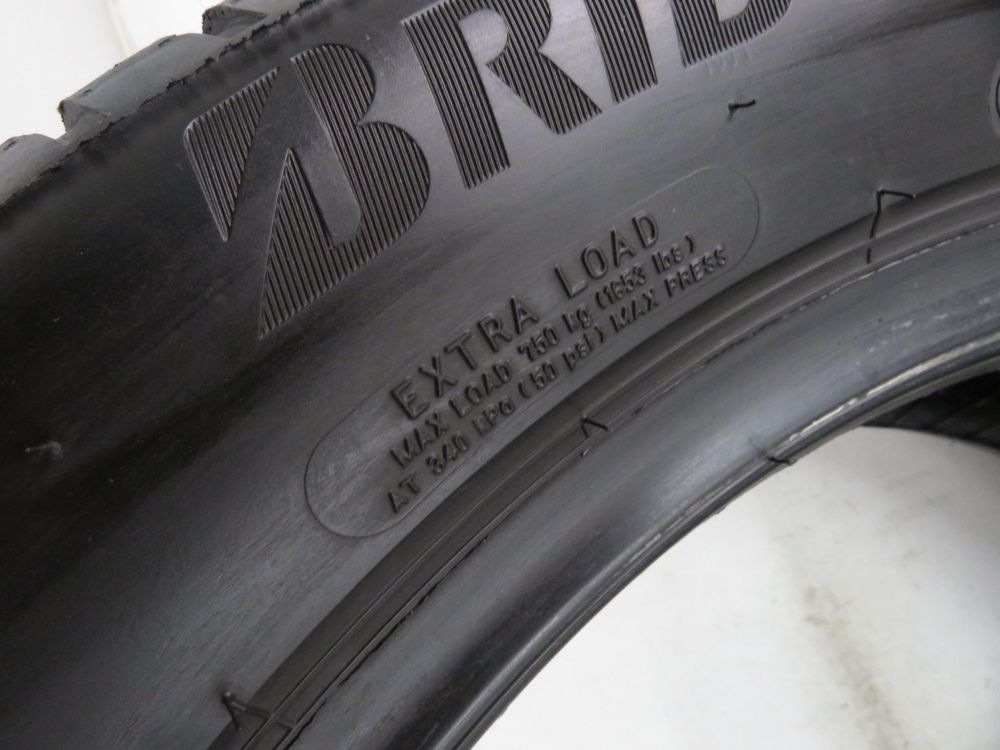 BRID
EXTRA LOAD
MAX LOAD 750 kg (1653 lbs)
AT 340 kPa (50 psi) MAX PRESS